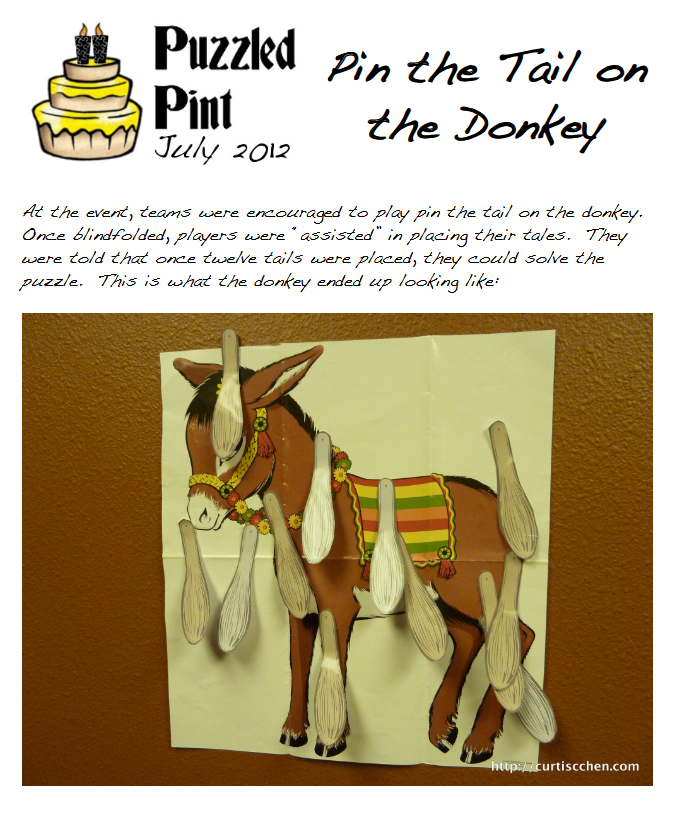 Puzzled
Pint
July 2012
Pin the Tail on
the Donkey
At the event, teams were encouraged to play pin the tail on the donkey.
Once blindfolded, players were "assisted" in placing their tales. They
were told that once twelve tails were placed, they could solve the
puzzle. This is what the donkey ended up looking like:
http://curtiscchen.com